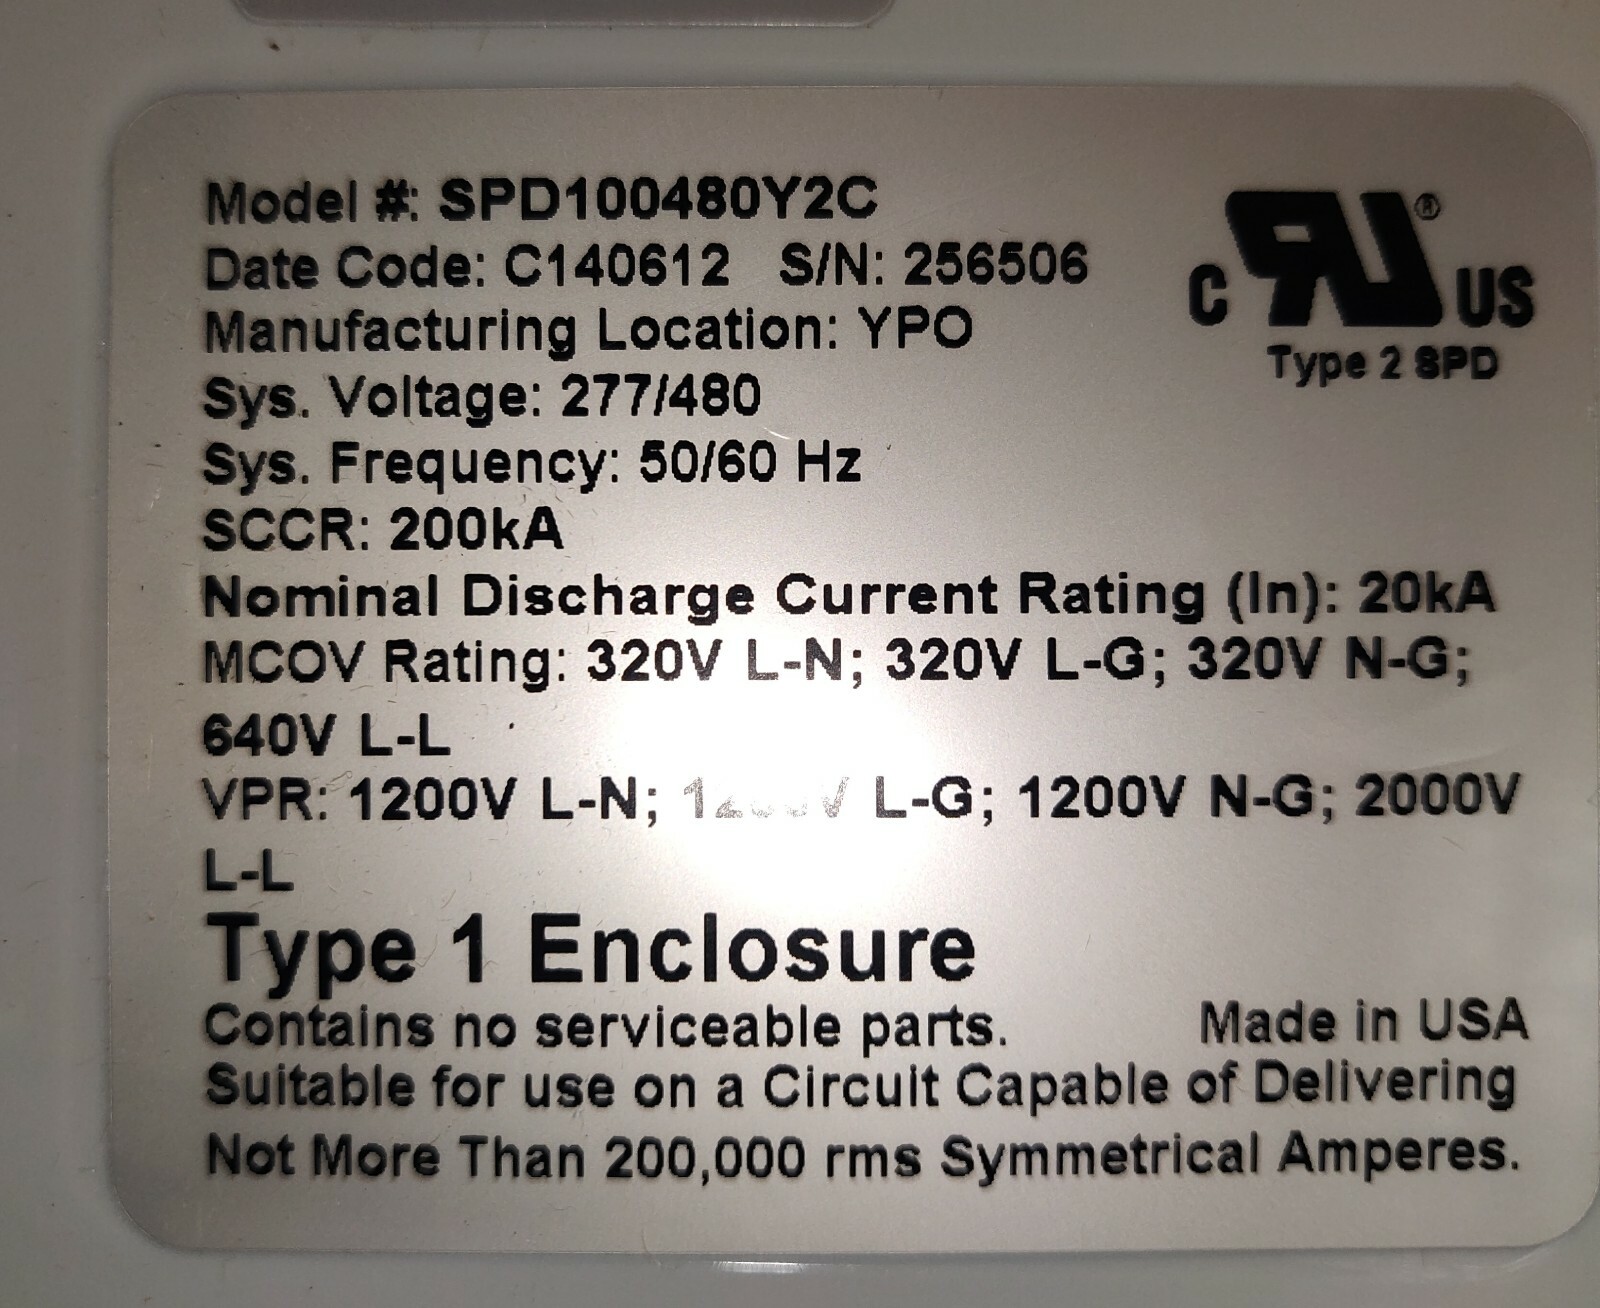 Model #: SPD100480Y2C
Date Code: C140612 S/N: 256506
Manufacturing Location: YPO
Sys. Voltage: 277/480
Sys. Frequency: 50/60 Hz
SCCR: 200kA
Nominal Discharge Current Rating (In): 20kA
MCOV Rating: 320V L-N; 320V L-G; 320V N-G;
640V L-L
VPR: 1200V L-N; L-G; 1200V N-G; 2000V
L-L
Type 1 Enclosure
Contains no serviceable parts. Made in USA
Suitable for use on a Circuit Capable of Delivering
Not More Than 200,000 rms Symmetrical Amperes.
C RU® US
Type 2 SPD